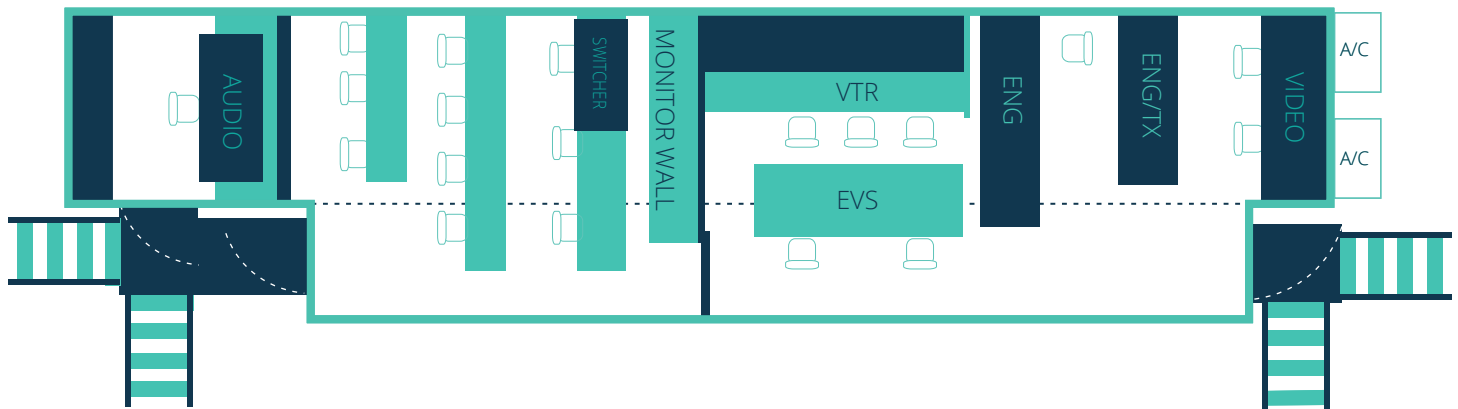 AUDIO
SWITCHER
MONITOR WALL
VTR
EVS
ENG
ENG/TX
VIDEO
A/C
A/C